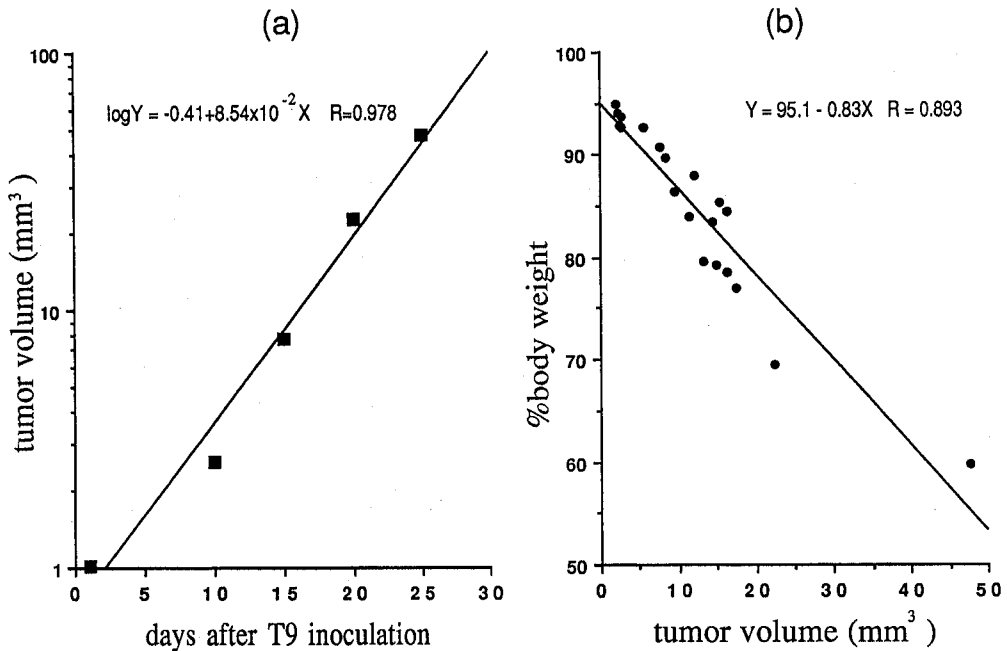 (a)
logY = -0.41+8.54x10-2 X R=0.978
tumor volume (mm3)
100
10
1
0 5 10 15 20 25 30
days after T9 inoculation
(b)
Y = 95.1 - 0.83X R = 0.893
%body weight
100
90
80
70
60
50
0 10 20 30 40 50
tumor volume (mm3)